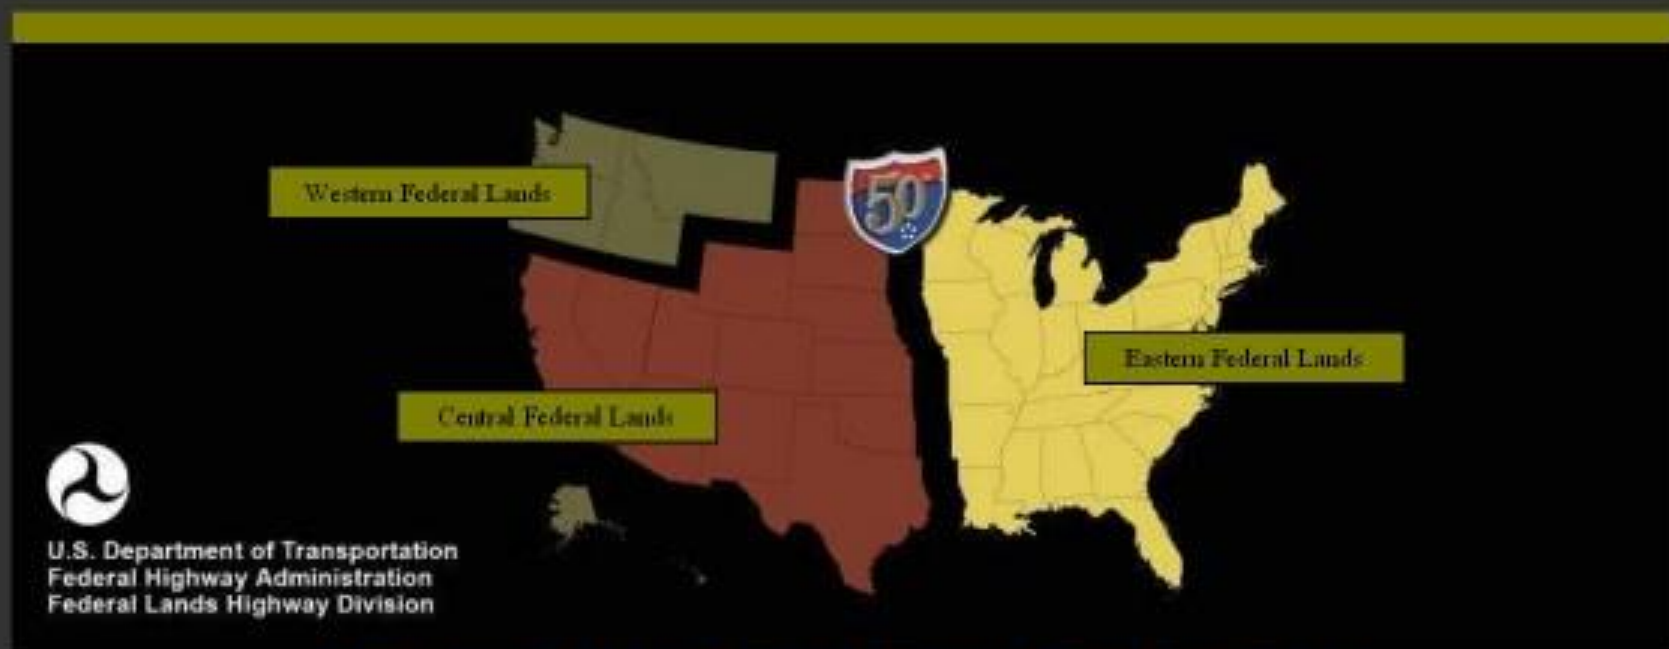 Western Federal Lands
50
Eastern Federal Lands
Central Federal Lands
U.S. Department of Transportation
Federal Highway Administration
Federal Lands Highway Division